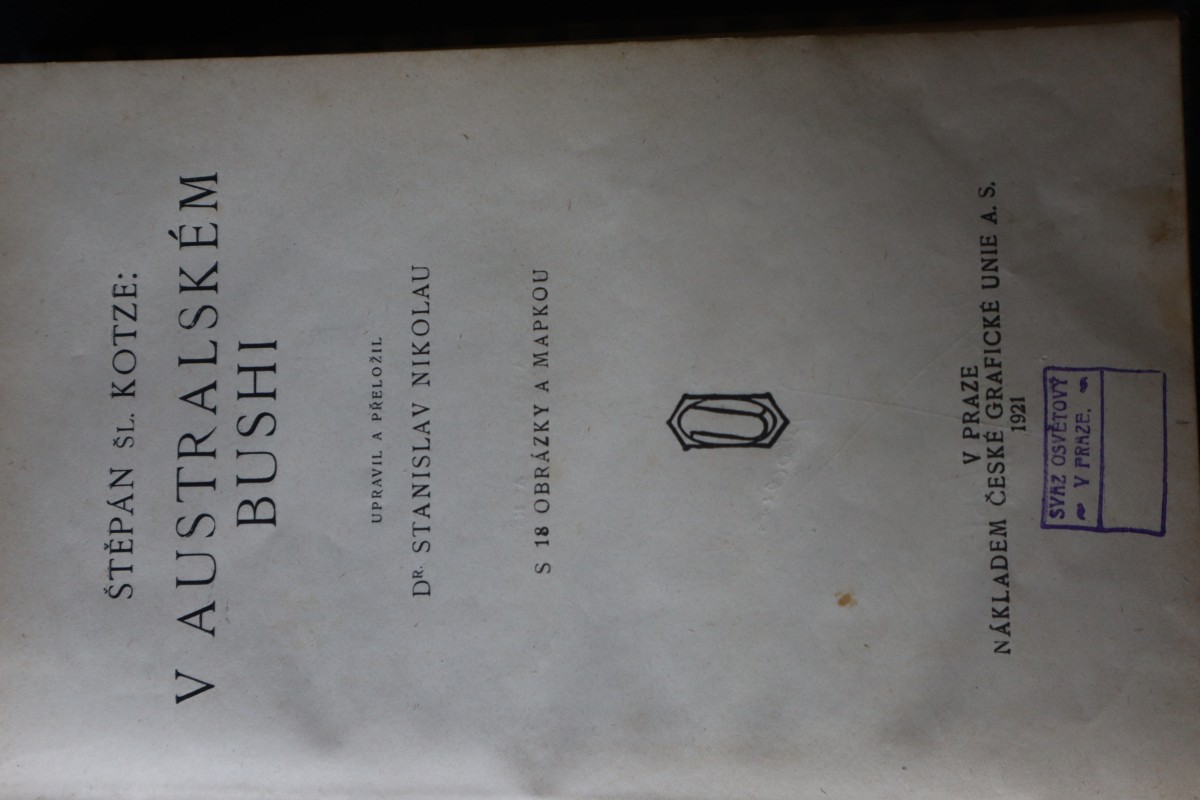 ŠTĚPÁN ŠL. KOTZE:
V AUSTRALSKÉM
BUSHI
UPRAVIL A PŘELOŽIL
DR. STANISLAV NIKOLAU
S 18 OBRÁZKY A MAPKOU
V PRAZE
NÁKLADEM ČESKÉ GRAFICKÉ UNIE A. S.
1921
SVAZ OSVĚTOVÝ
V PRAZE.